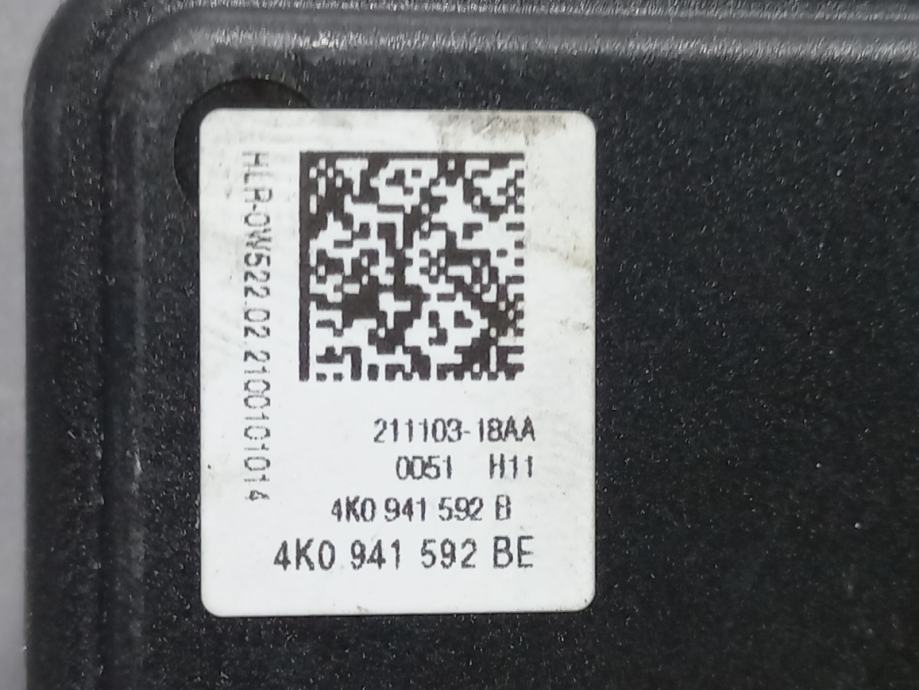 HLR-0W522.02.2100101014
211103-18AA
0051 H11
4K0 941 592 B
4K0 941 592 BE